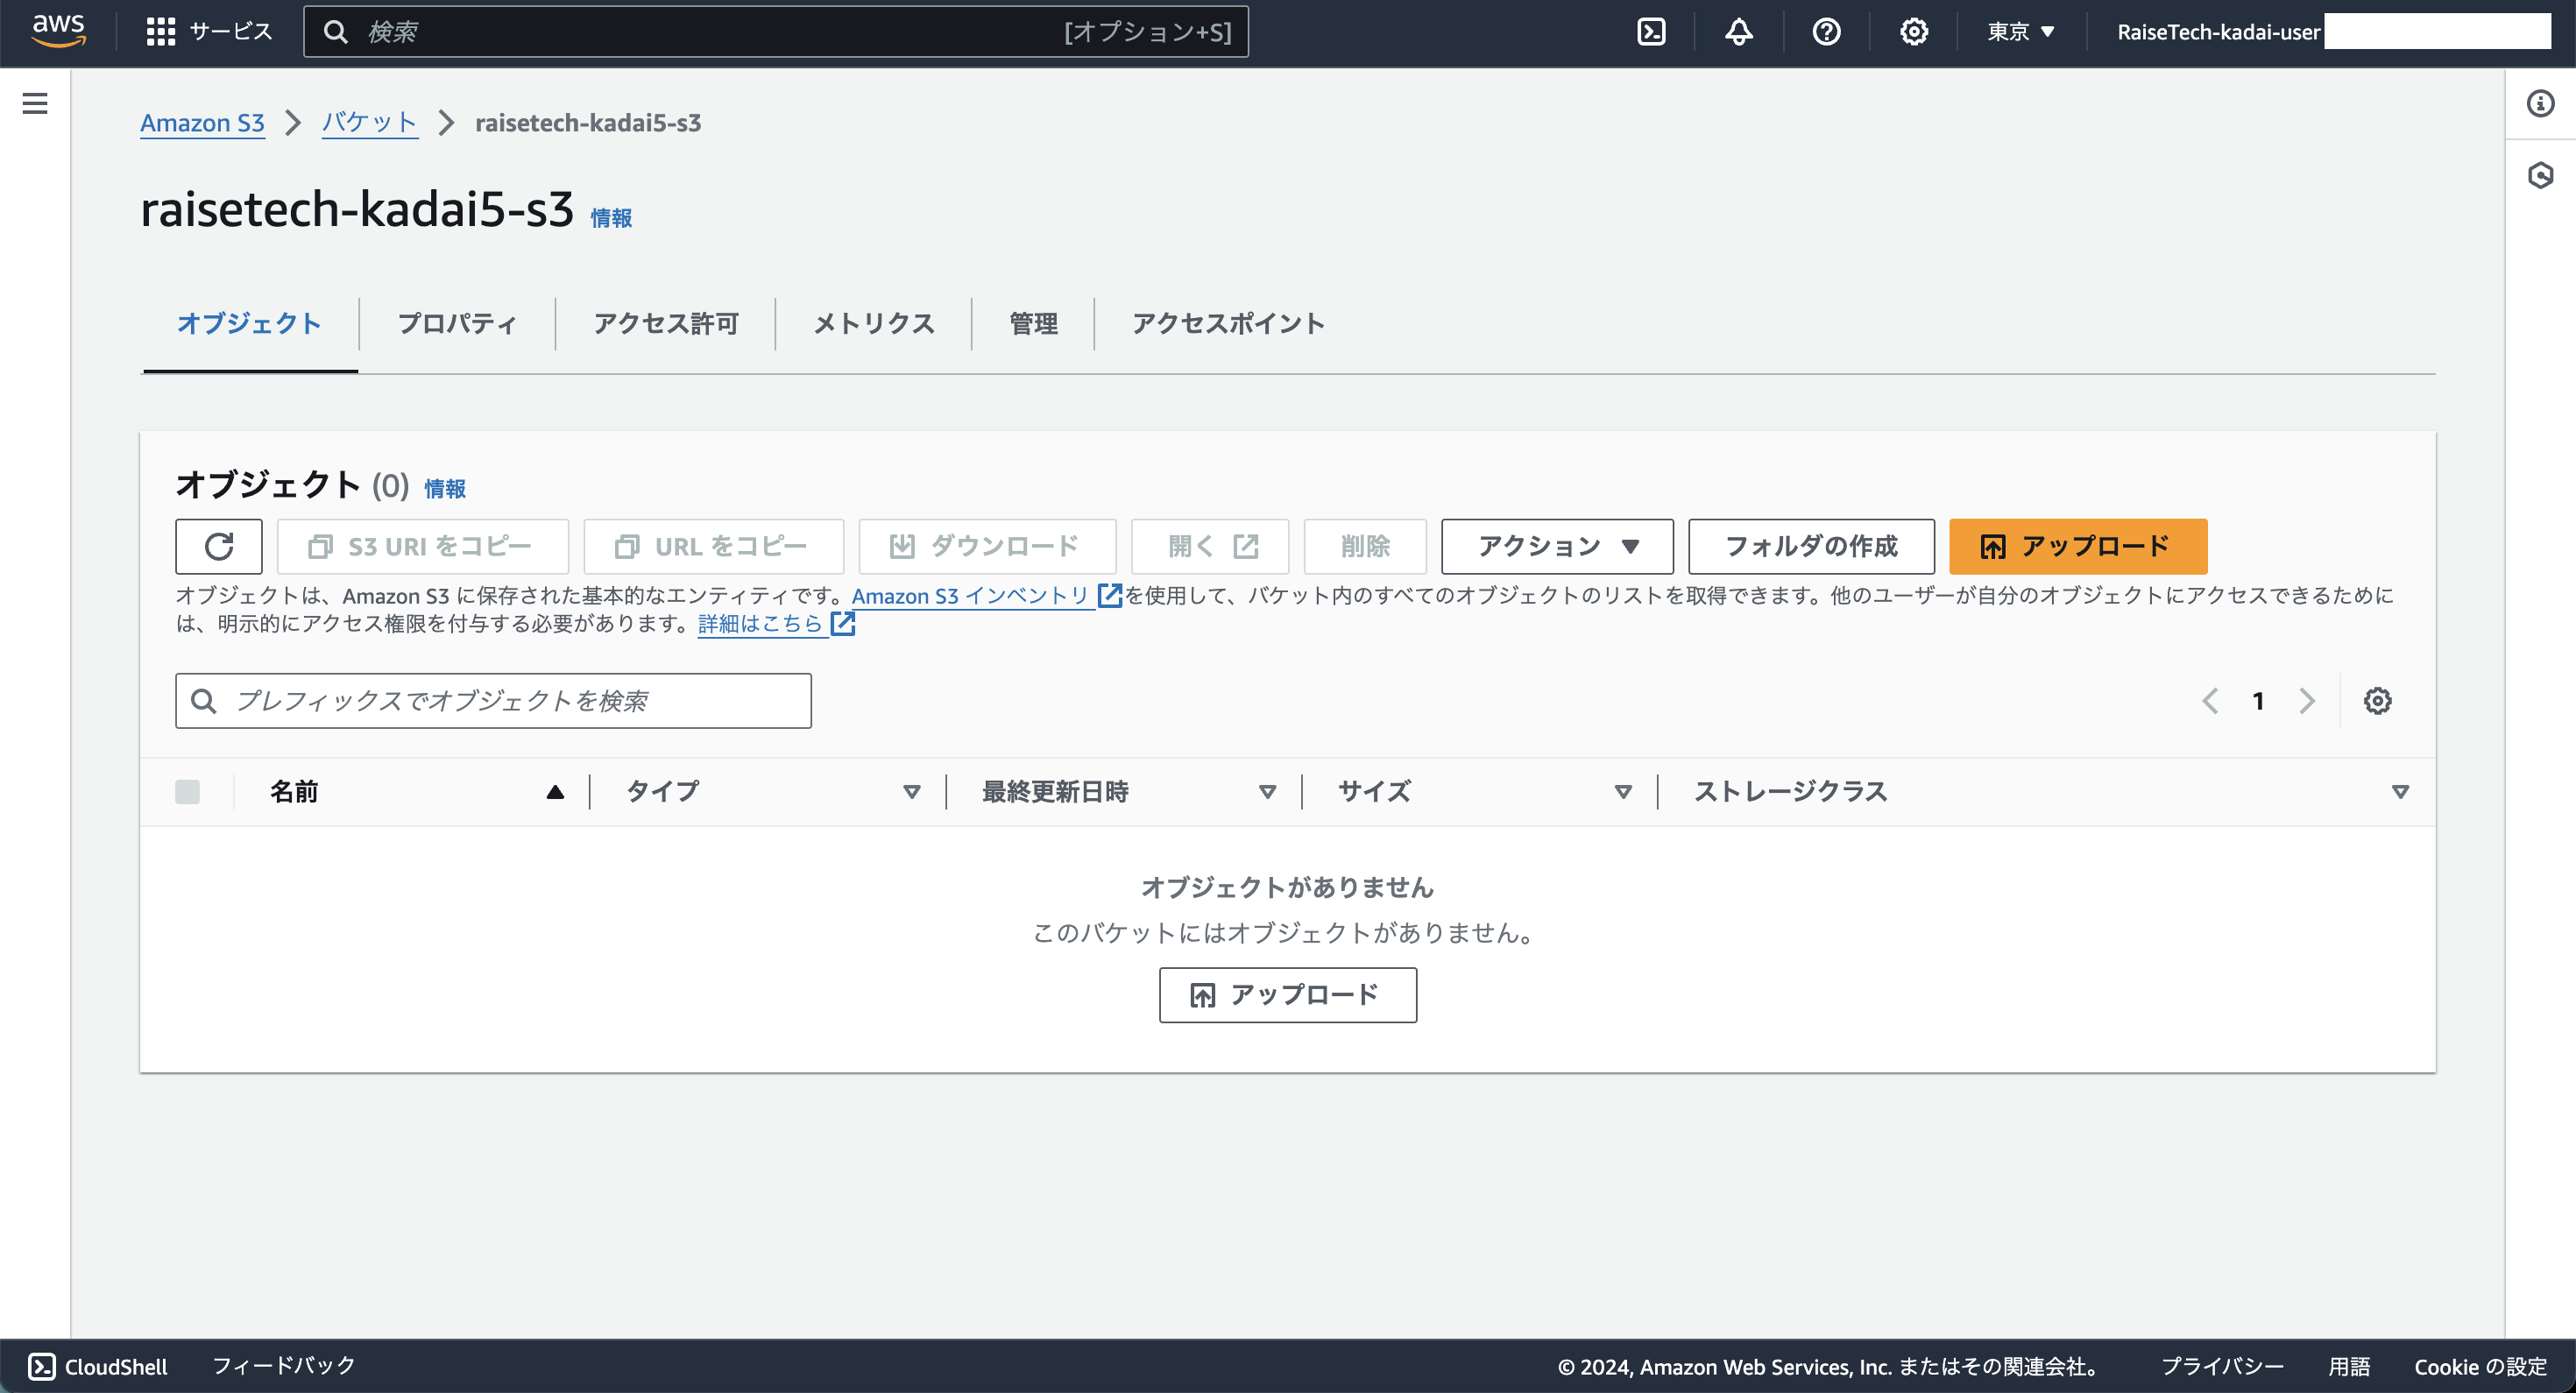 aws サービス 検索 [オプション+S] 東京 RaiseTech-kadai-user
Amazon S3 バケット raisetech-kadai5-s3
raisetech-kadai5-s3 情報
オブジェクト プロパティ アクセス許可 メトリクス 管理 アクセスポイント
オブジェクト (0) 情報
S3 URI をコピー URL をコピー ダウンロード 開く 削除 アクション フォルダの作成 アップロード
オブジェクトは、Amazon S3 に保存された基本的なエンティティです。Amazon S3 インベントリ を使用して、バケット内のすべてのオブジェクトのリストを取得できます。他のユーザーが自分のオブジェクトにアクセスできるために
は、明示的にアクセス権限を付与する必要があります。詳細はこちら
プレフィックスでオブジェクトを検索 1
名前 タイプ 最終更新日時 サイズ ストレージクラス
オブジェクトがありません
このバケットにはオブジェクトがありません。
アップロード
CloudShell フィードバック © 2024, Amazon Web Services, Inc. またはその関連会社。 プライバシー 用語 Cookie の設定